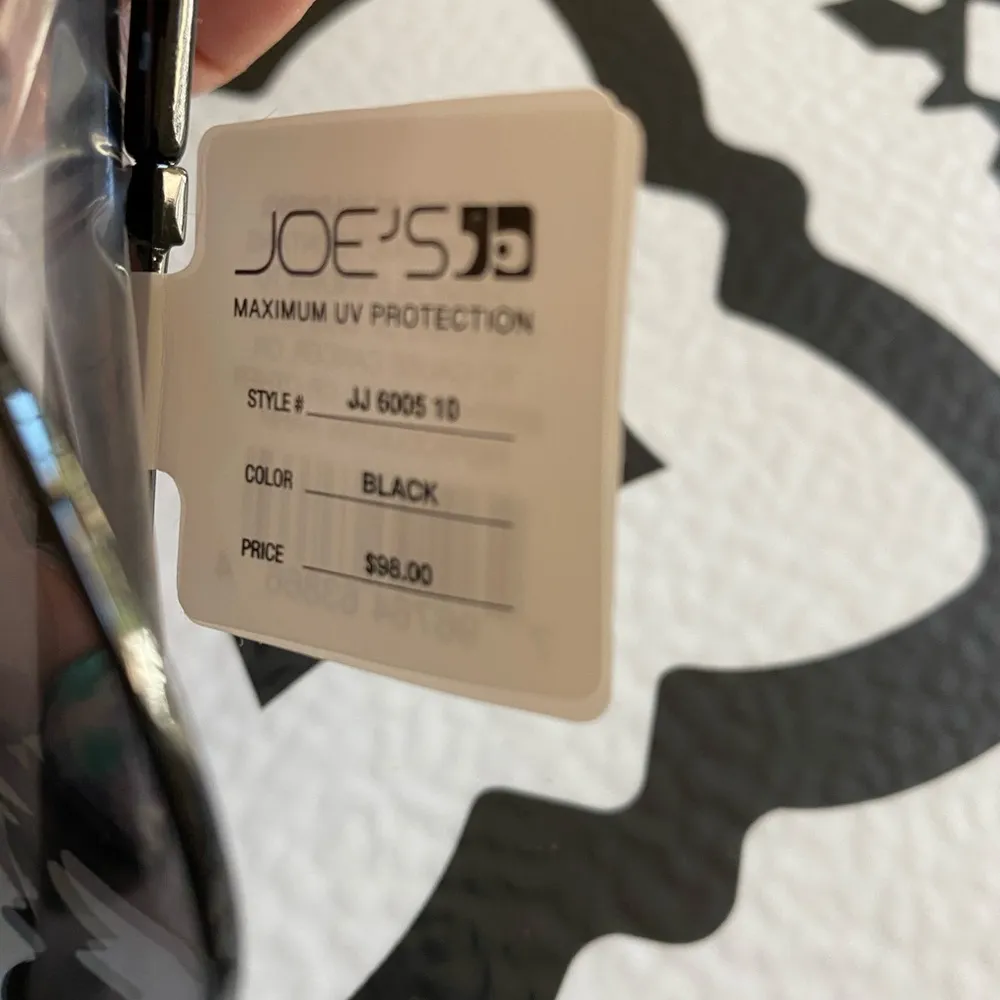 JOE'S
MAXIMUM UV PROTECTION
STYLE # JJ 6005 10
COLOR BLACK
PRICE $98.00